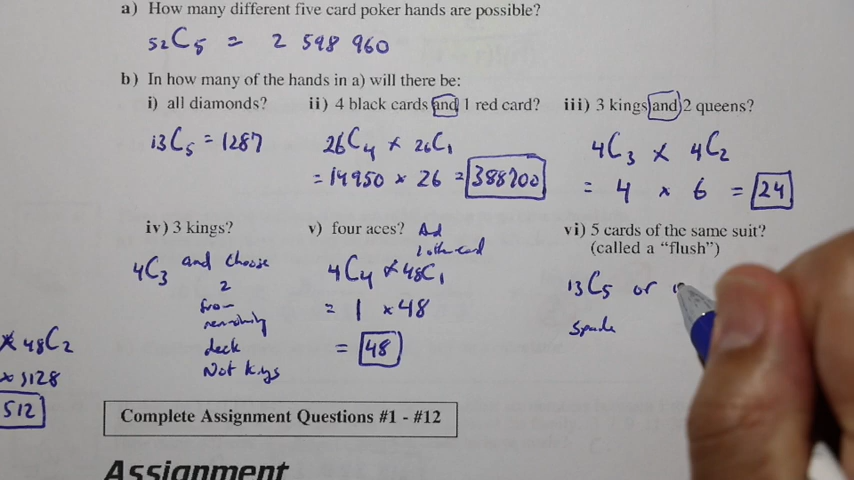 a) How many different five card poker hands are possible?
52C5 = 2 598 960
b) In how many of the hands in a) will there be:
i) all diamonds? ii) 4 black cards and 1 red card? iii) 3 kings and 2 queens?
13C5 = 1287 26C4 × 26C1 4C3 × 4C2
= 14950 × 26 = 388700 = 4 × 6 = 24
iv) 3 kings? v) four aces? And vi) 5 cards of the same suit?
1 other card (called a "flush")
4C3 and choose 4C4 × 48C1 13C5 or
2
from = 1 × 48 Spade
remaining
× 48C2 deck = 48
× 1128 Not kings
512
Complete Assignment Questions #1 - #12
Assignment